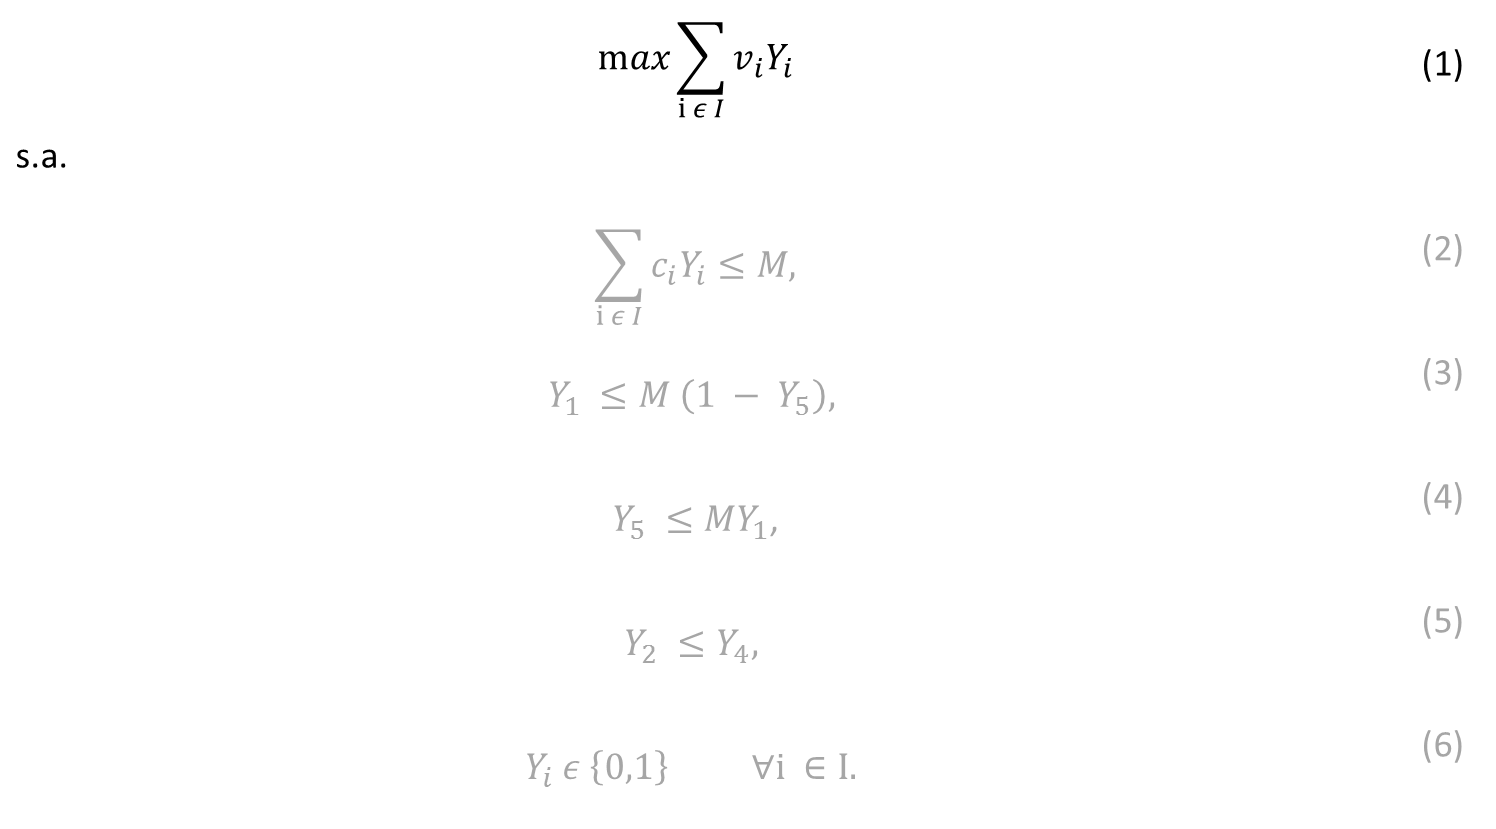 max ∑ i ϵ I v_i Y_i (1)
s.a.
∑ i ϵ I c_i Y_i ≤ M, (2)
Y_1 ≤ M (1 − Y_5), (3)
Y_5 ≤ MY_1, (4)
Y_2 ≤ Y_4, (5)
Y_i ϵ {0,1} ∀i ∈ I. (6)